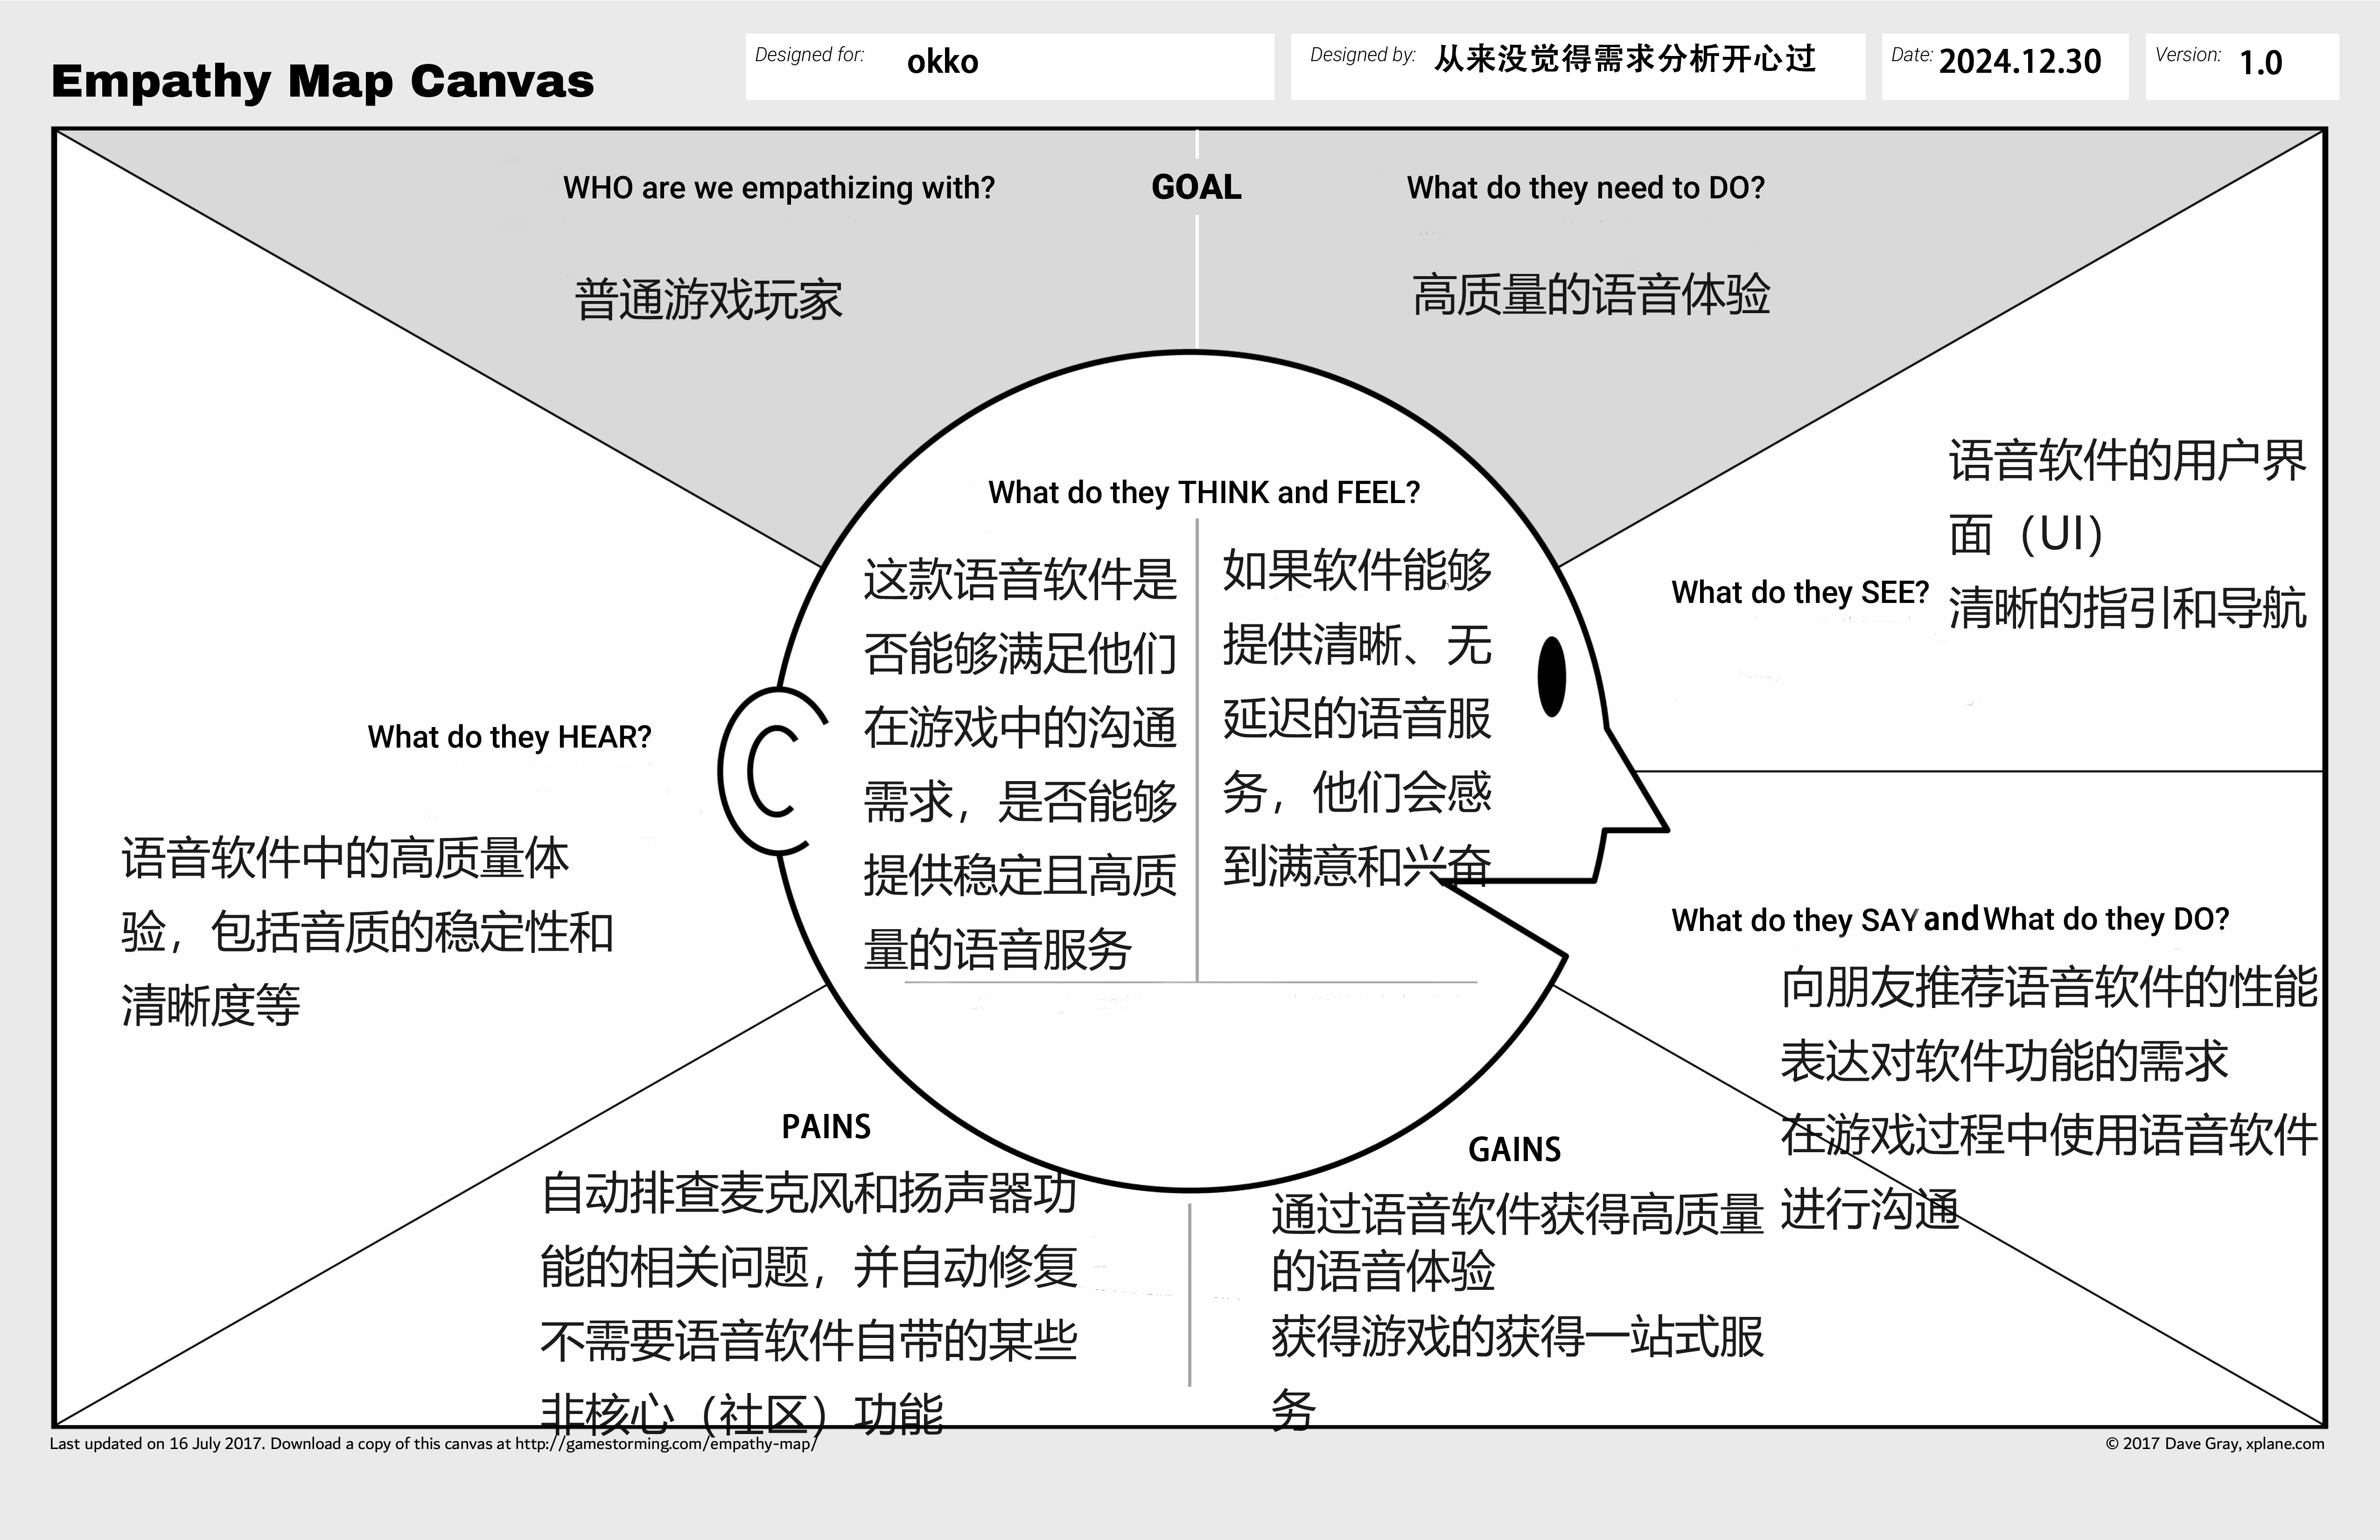 Empathy Map Canvas
Designed for: okko
Designed by: 从来没觉得需求分析开心过
Date: 2024.12.30
Version: 1.0
WHO are we empathizing with?
普通游戏玩家
GOAL
What do they need to DO?
高质量的语音体验
What do they THINK and FEEL?
这款语音软件是
否能够满足他们
在游戏中的沟通
需求，是否能够
提供稳定且高质
量的语音服务
如果软件能够
提供清晰、无
延迟的语音服
务，他们会感
到满意和兴奋
What do they SEE?
语音软件的用户界
面（UI）
清晰的指引和导航
What do they HEAR?
语音软件中的高质量体
验，包括音质的稳定性和
清晰度等
What do they SAY and What do they DO?
向朋友推荐语音软件的性能
表达对软件功能的需求
在游戏过程中使用语音软件
进行沟通
PAINS
自动排查麦克风和扬声器功
能的相关问题，并自动修复
不需要语音软件自带的某些
非核心（社区）功能
GAINS
通过语音软件获得高质量
的语音体验
获得游戏的获得一站式服
务
Last updated on 16 July 2017. Download a copy of this canvas at http://gamestorming.com/empathy-map/
© 2017 Dave Gray, xplane.com